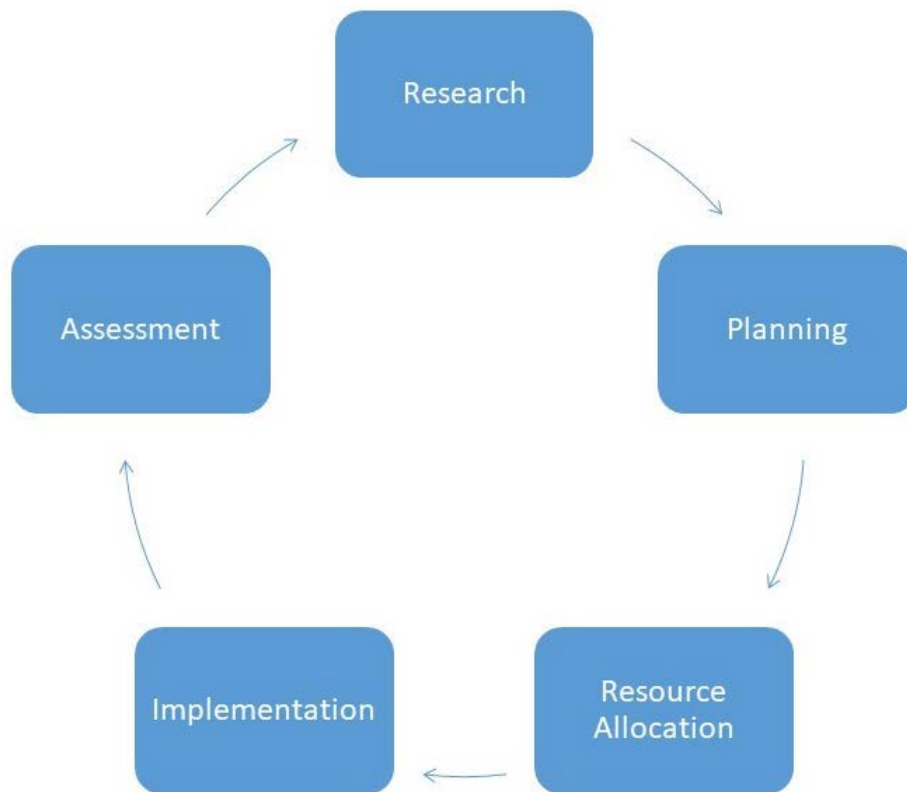 Research
Planning
Resource
Allocation
Implementation
Assessment